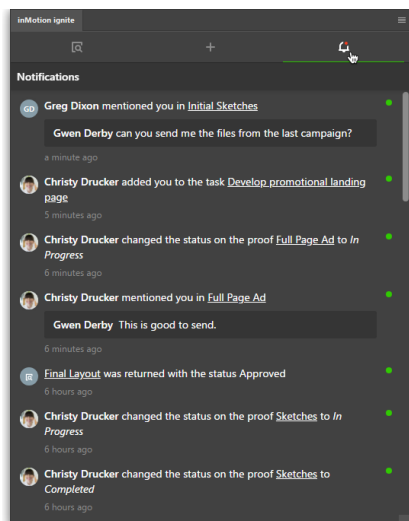 inMotion ignite
Notifications
GD
Greg Dixon mentioned you in Initial Sketches
Gwen Derby can you send me the files from the last campaign?
a minute ago
Christy Drucker added you to the task Develop promotional landing
page
5 minutes ago
Christy Drucker changed the status on the proof Full Page Ad to In
Progress
6 minutes ago
Christy Drucker mentioned you in Full Page Ad
Gwen Derby This is good to send.
6 minutes ago
Final Layout was returned with the status Approved
6 hours ago
Christy Drucker changed the status on the proof Sketches to In
Progress
6 hours ago
Christy Drucker changed the status on the proof Sketches to
Completed
6 hours ago